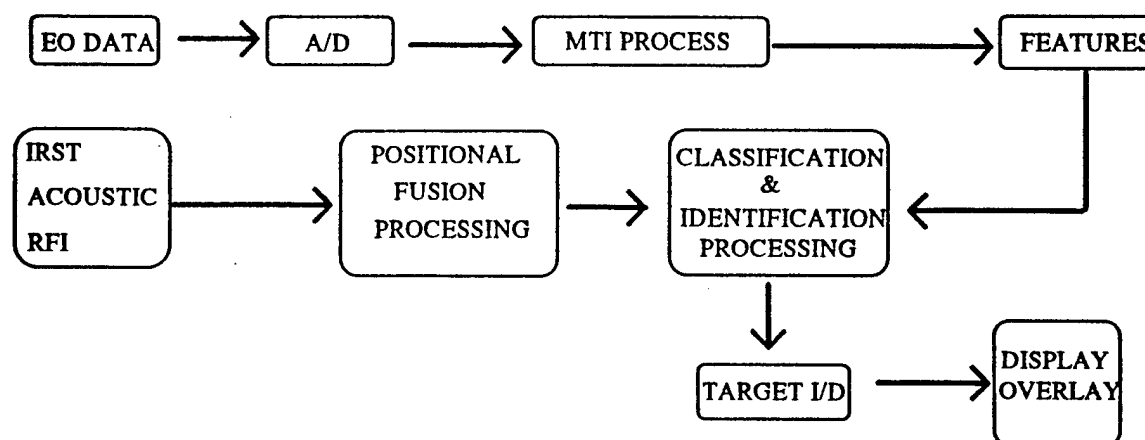 EO DATA
A/D
MTI PROCESS
FEATURES
IRST
ACOUSTIC
RFI
POSITIONAL
FUSION
PROCESSING
CLASSIFICATION
&
IDENTIFICATION
PROCESSING
TARGET I/D
DISPLAY
OVERLAY